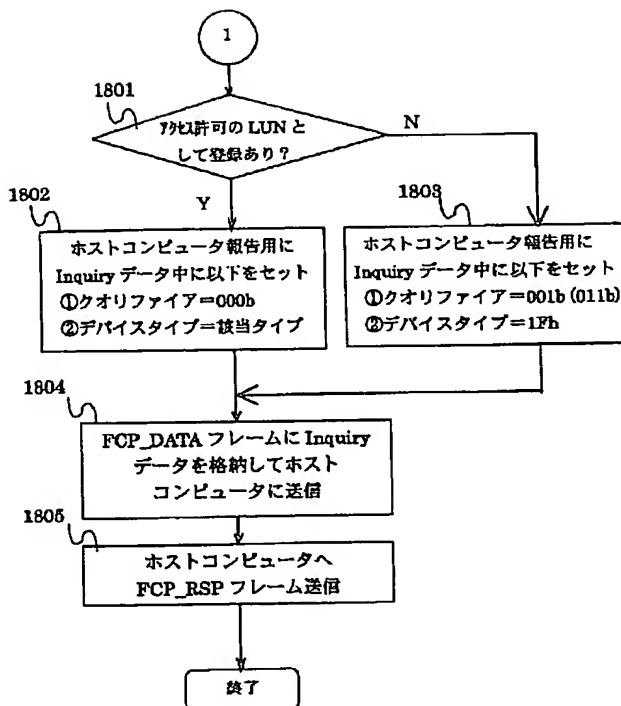 1
1801
ｱｸｾｽ許可の LUN と
して登録あり？
N
Y
1802
ホストコンピュータ報告用に
Inquiry データ中に以下をセット
①クオリファイア＝000b
②デバイスタイプ＝該当タイプ
1803
ホストコンピュータ報告用に
Inquiry データ中に以下をセット
①クオリファイア＝001b (011b)
②デバイスタイプ＝1Fh
1804
FCP_DATA フレームに Inquiry
データを格納してホスト
コンピュータに送信
1805
ホストコンピュータへ
FCP_RSP フレーム送信
終了